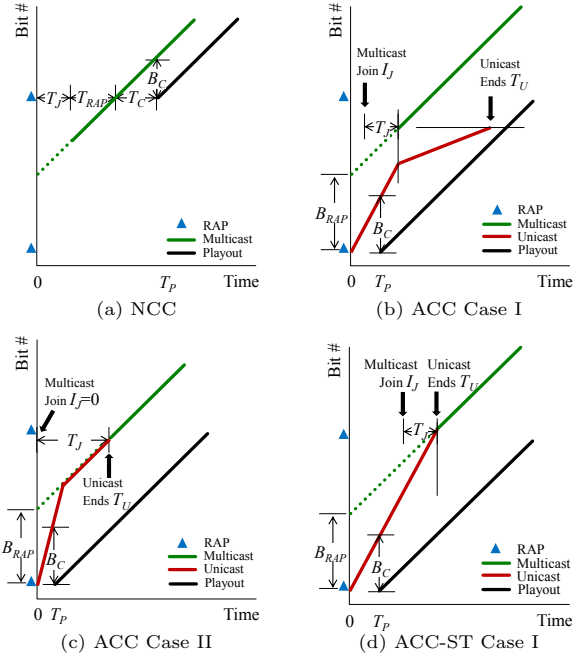 Bit #
T_J
T_RAP
T_C
B_C
RAP
Multicast
Unicast
Playout
0
T_P
Time
(a) NCC
Bit #
Multicast
Join I_J
Unicast
Ends T_U
T_J
B_RAP
B_C
RAP
Multicast
Unicast
Playout
0
T_P
Time
(b) ACC Case I
Bit #
Multicast
Join I_J=0
T_J
Unicast
Ends T_U
B_RAP
B_C
RAP
Multicast
Unicast
Playout
0
T_P
Time
(c) ACC Case II
Bit #
Multicast
Join I_J
Unicast
Ends T_U
T_J
B_RAP
B_C
RAP
Multicast
Unicast
Playout
0
T_P
Time
(d) ACC-ST Case I